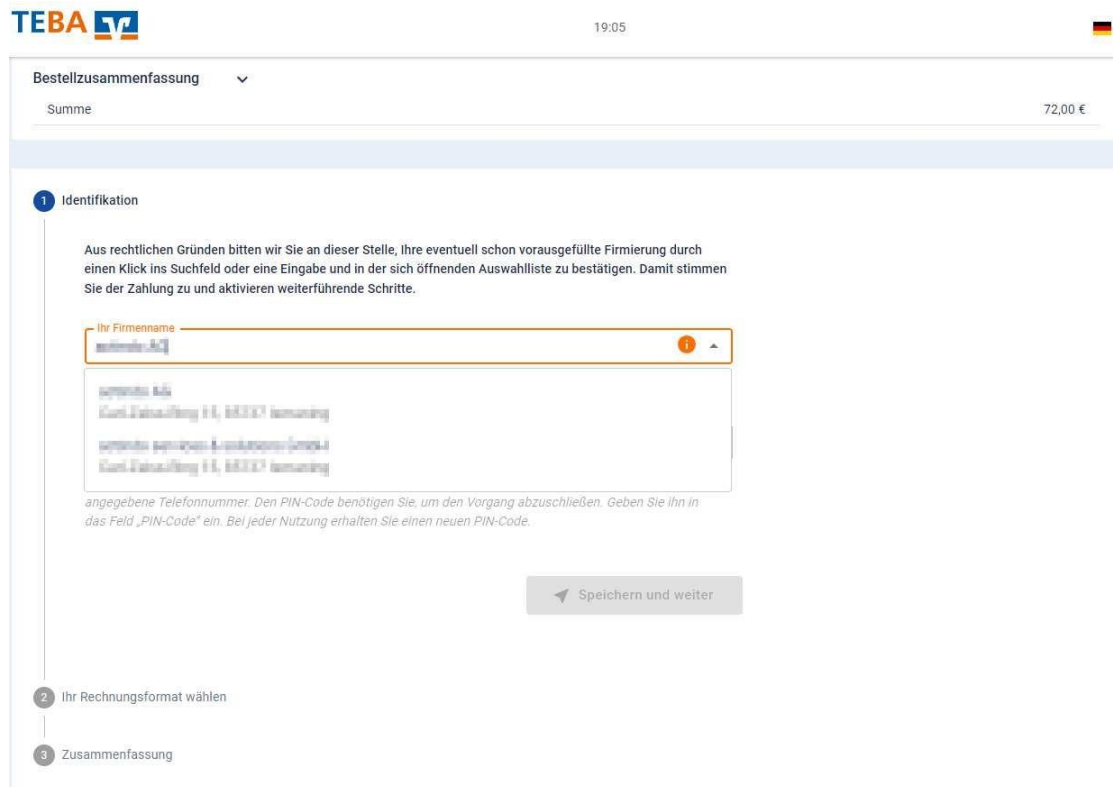 TEBA
19:05
Bestellzusammenfassung
Summe 72,00 €
1 Identifikation
Aus rechtlichen Gründen bitten wir Sie an dieser Stelle, Ihre eventuell schon vorausgefüllte Firmierung durch
einen Klick ins Suchfeld oder eine Eingabe und in der sich öffnenden Auswahlliste zu bestätigen. Damit stimmen
Sie der Zahlung zu und aktivieren weiterführende Schritte.
Ihr Firmenname
angegebene Telefonnummer. Den PIN-Code benötigen Sie, um den Vorgang abzuschließen. Geben Sie ihn in
das Feld „PIN-Code“ ein. Bei jeder Nutzung erhalten Sie einen neuen PIN-Code.
Speichern und weiter
2 Ihr Rechnungsformat wählen
3 Zusammenfassung